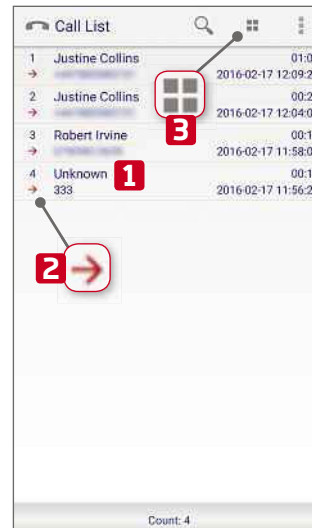 Call List
1 Justine Collins 01:0
2016-02-17 12:09:2
2 Justine Collins 00:2
2016-02-17 12:04:0
3 Robert Irvine 00:1
2016-02-17 11:58:0
4 Unknown 00:1
333 2016-02-17 11:56:2
1
2
3
Count: 4